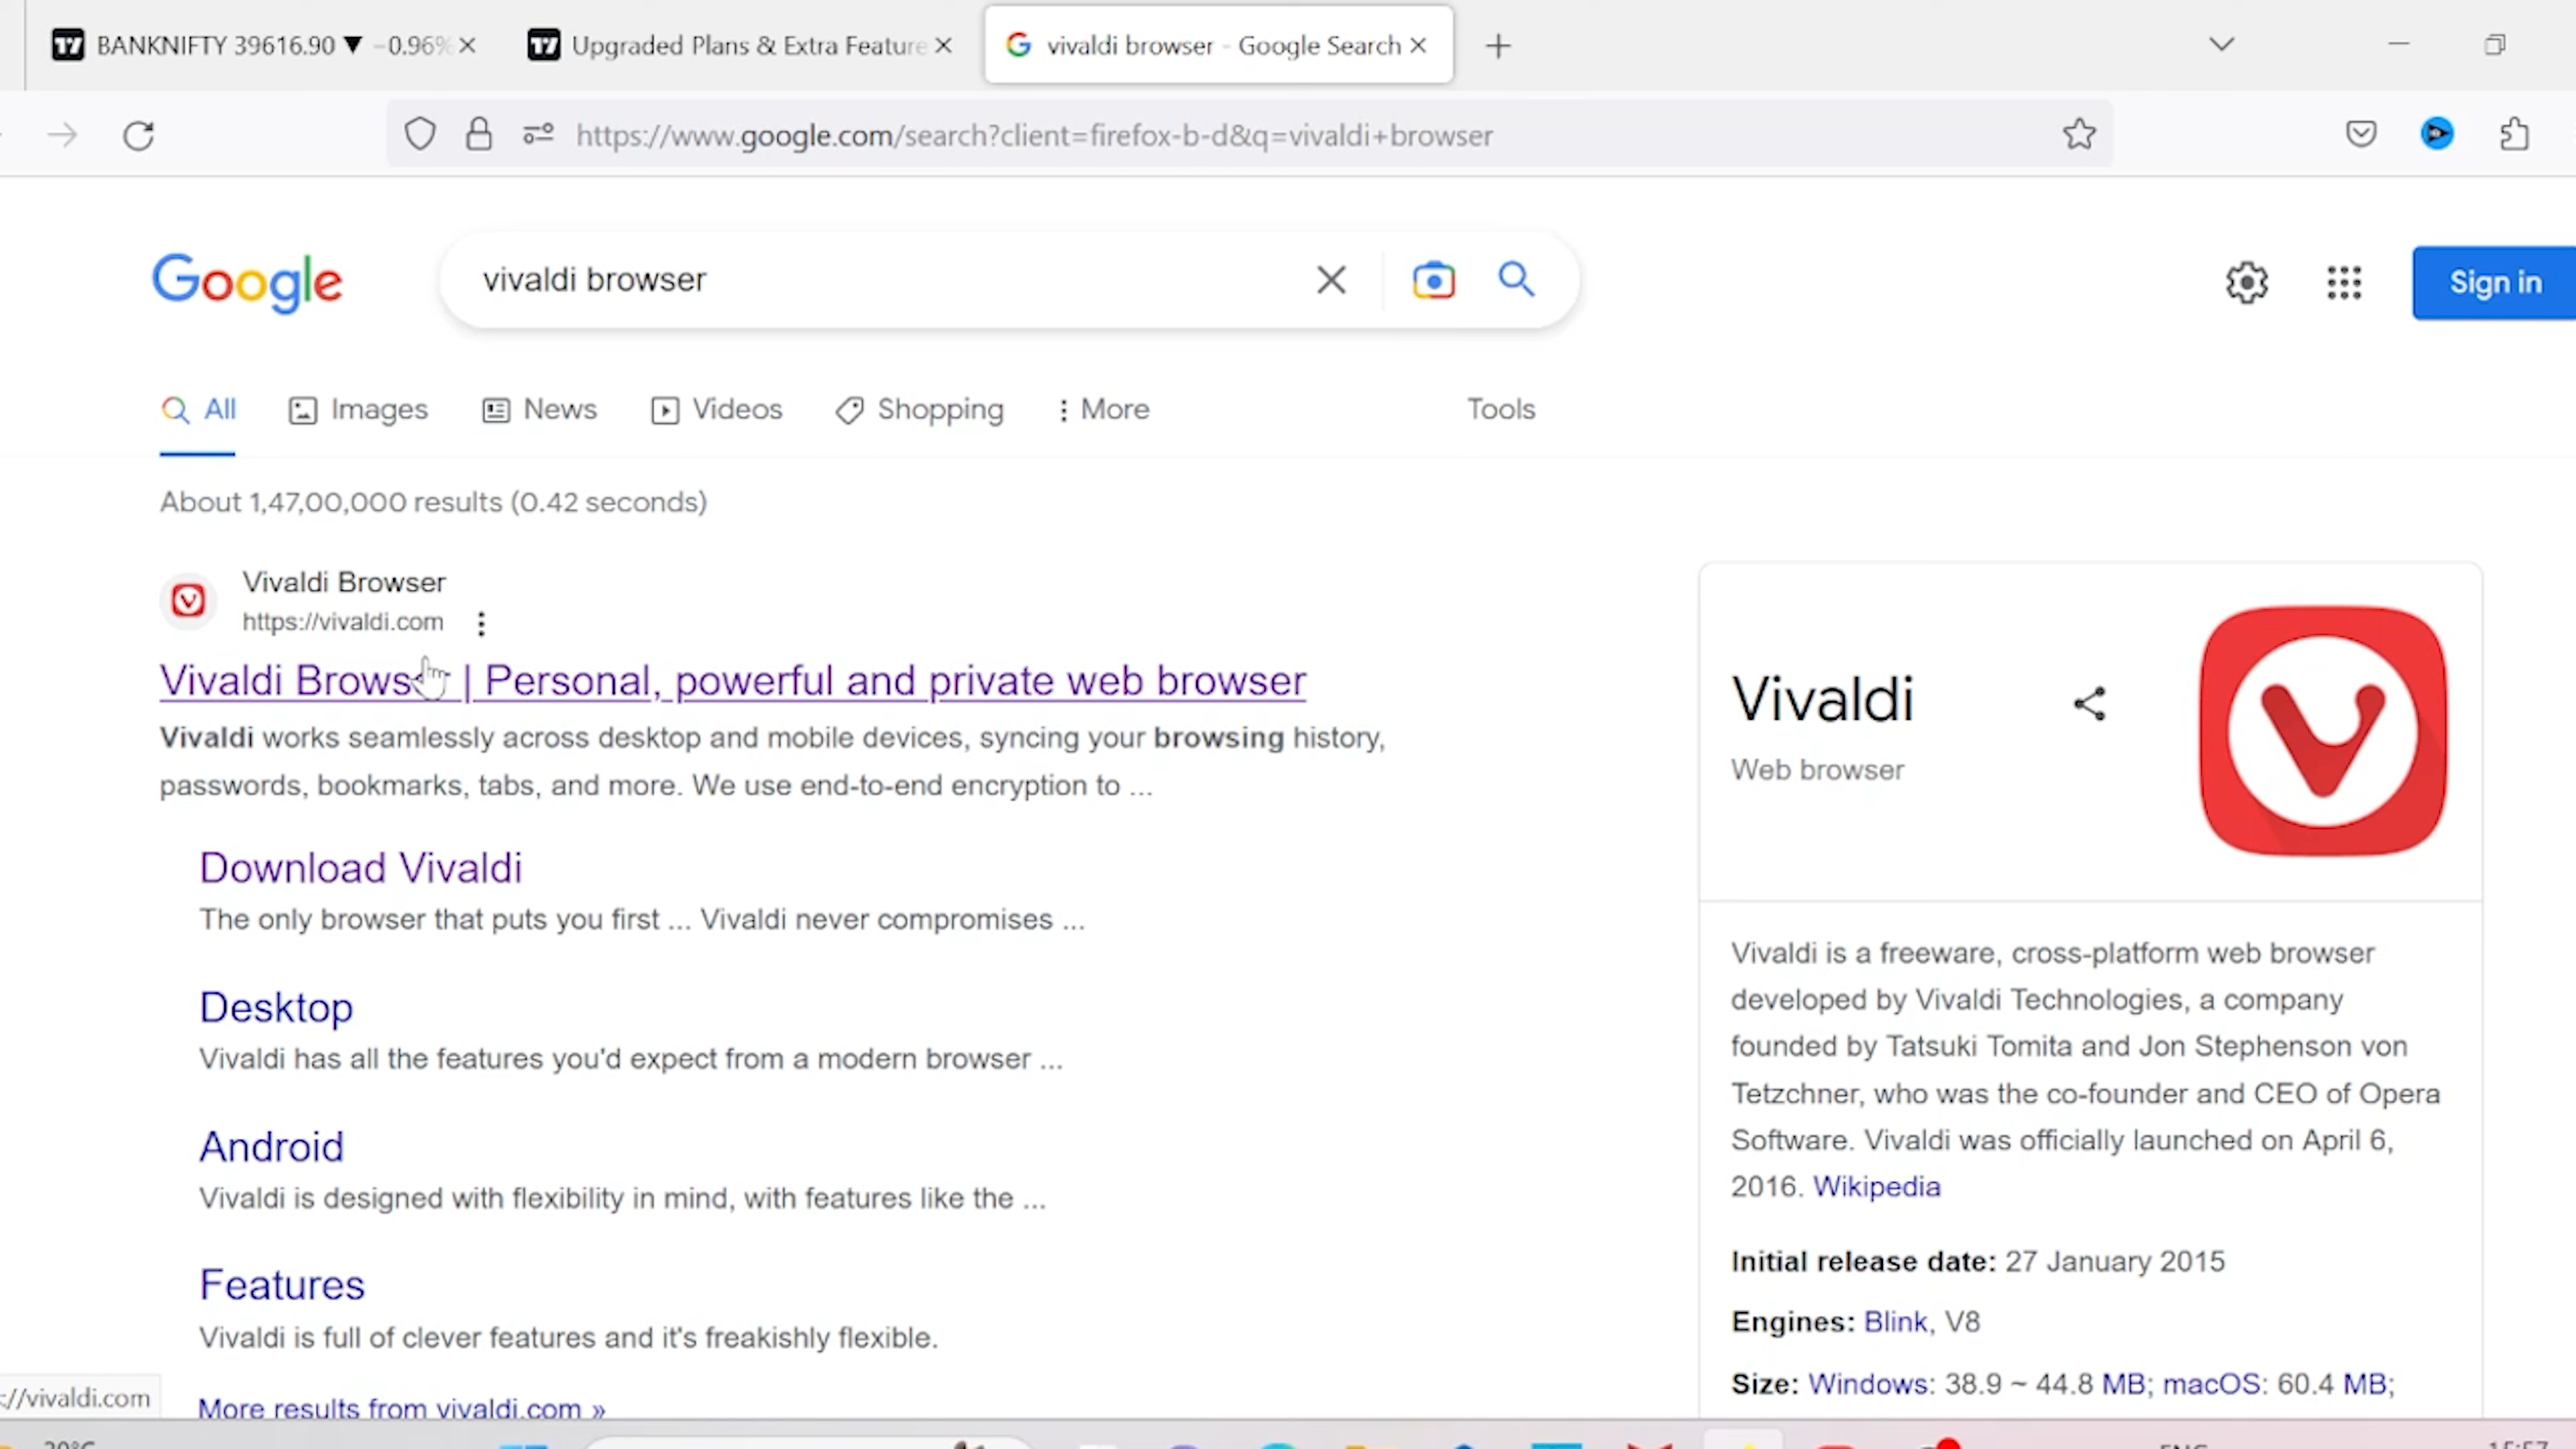 BANKNIFTY 39616.90 ▼ −0.96%
Upgraded Plans & Extra Feature
vivaldi browser - Google Search
https://www.google.com/search?client=firefox-b-d&q=vivaldi+browser
Google
vivaldi browser
Sign in
All
Images
News
Videos
Shopping
More
Tools
About 1,47,00,000 results (0.42 seconds)
Vivaldi Browser
https://vivaldi.com
Vivaldi Brows | Personal, powerful and private web browser
Vivaldi works seamlessly across desktop and mobile devices, syncing your browsing history,
passwords, bookmarks, tabs, and more. We use end-to-end encryption to ...
Download Vivaldi
The only browser that puts you first ... Vivaldi never compromises ...
Desktop
Vivaldi has all the features you'd expect from a modern browser ...
Android
Vivaldi is designed with flexibility in mind, with features like the ...
Features
Vivaldi is full of clever features and it's freakishly flexible.
More results from vivaldi.com »
://vivaldi.com
Vivaldi
Web browser
Vivaldi is a freeware, cross-platform web browser
developed by Vivaldi Technologies, a company
founded by Tatsuki Tomita and Jon Stephenson von
Tetzchner, who was the co-founder and CEO of Opera
Software. Vivaldi was officially launched on April 6,
2016. Wikipedia
Initial release date: 27 January 2015
Engines: Blink, V8
Size: Windows: 38.9 ~ 44.8 MB; macOS: 60.4 MB;